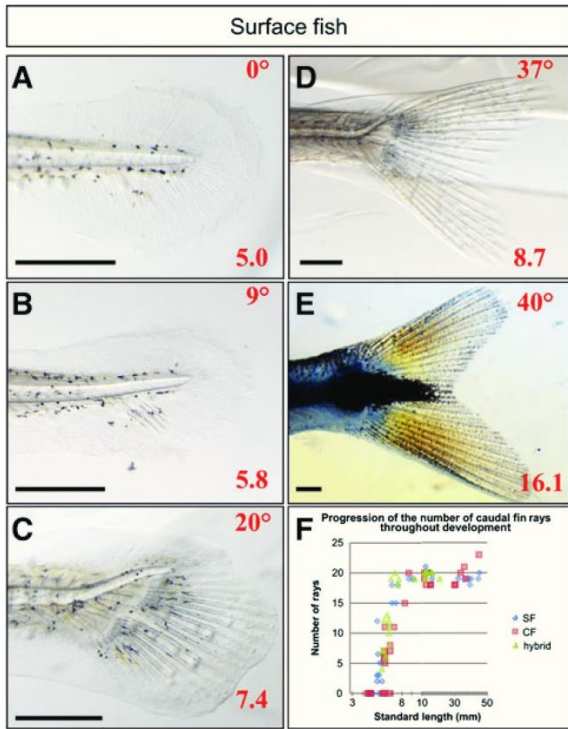 Surface fish
A
0°
5.0
B
9°
5.8
C
20°
7.4
D
37°
8.7
E
40°
16.1
F
Progression of the number of caudal fin rays
throughout development
Number of rays
25
20
15
10
5
0
3
8
10
30
50
Standard length (mm)
SF
CF
hybrid